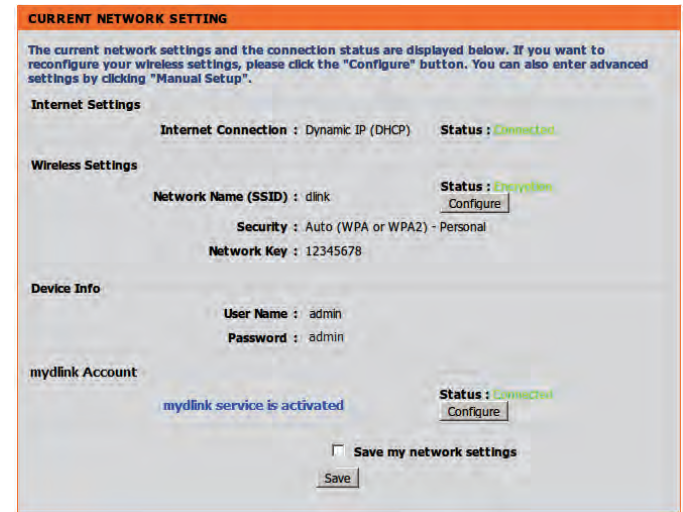 CURRENT NETWORK SETTING
The current network settings and the connection status are displayed below. If you want to
reconfigure your wireless settings, please click the "Configure" button. You can also enter advanced
settings by clicking "Manual Setup".
Internet Settings
Internet Connection : Dynamic IP (DHCP) Status : Connected
Wireless Settings
Status : Encryption
Network Name (SSID) : dlink Configure
Security : Auto (WPA or WPA2) - Personal
Network Key : 12345678
Device Info
User Name : admin
Password : admin
mydlink Account
Status : Connected
mydlink service is activated Configure
Save my network settings
Save